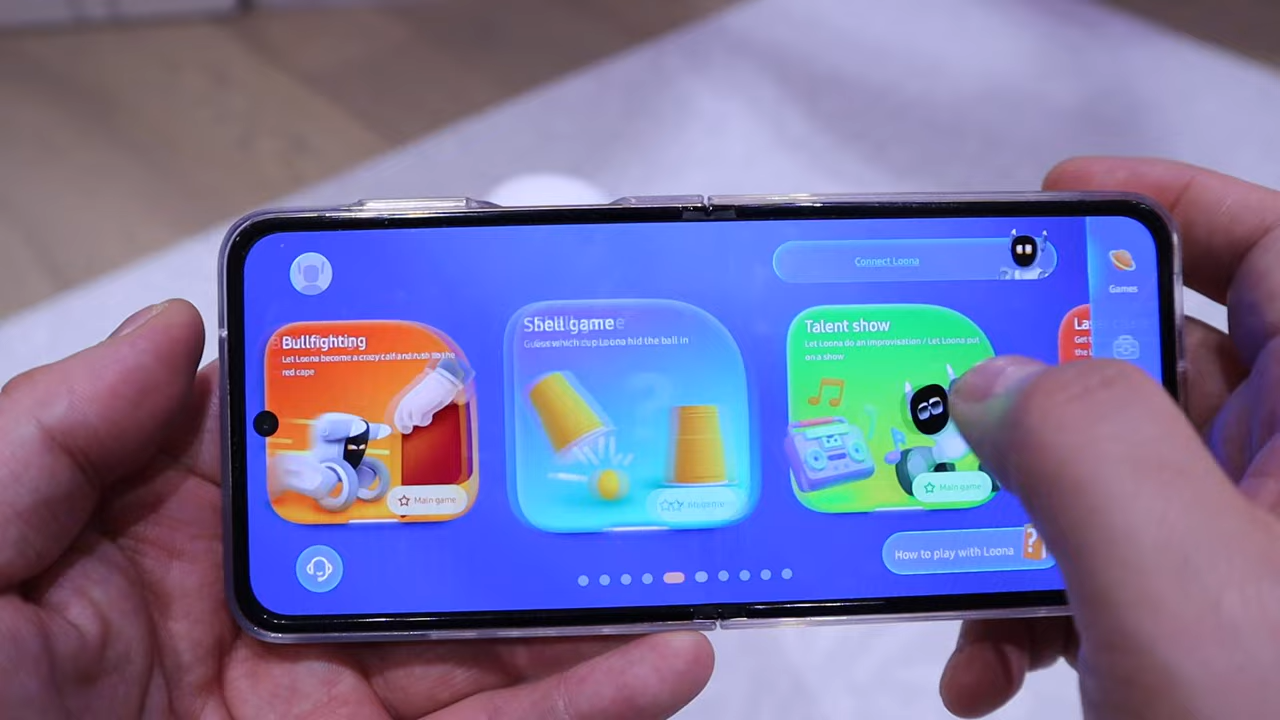 Connect Loona
Games
Bullfighting
Let Loona become a crazy calf and rush to the
red cape
Main game
Shell game
Guess which cup Loona hid the ball in
Talent show
Let Loona do an improvisation / Let Loona put
on a show
Main game
Get
the
How to play with Loona
?